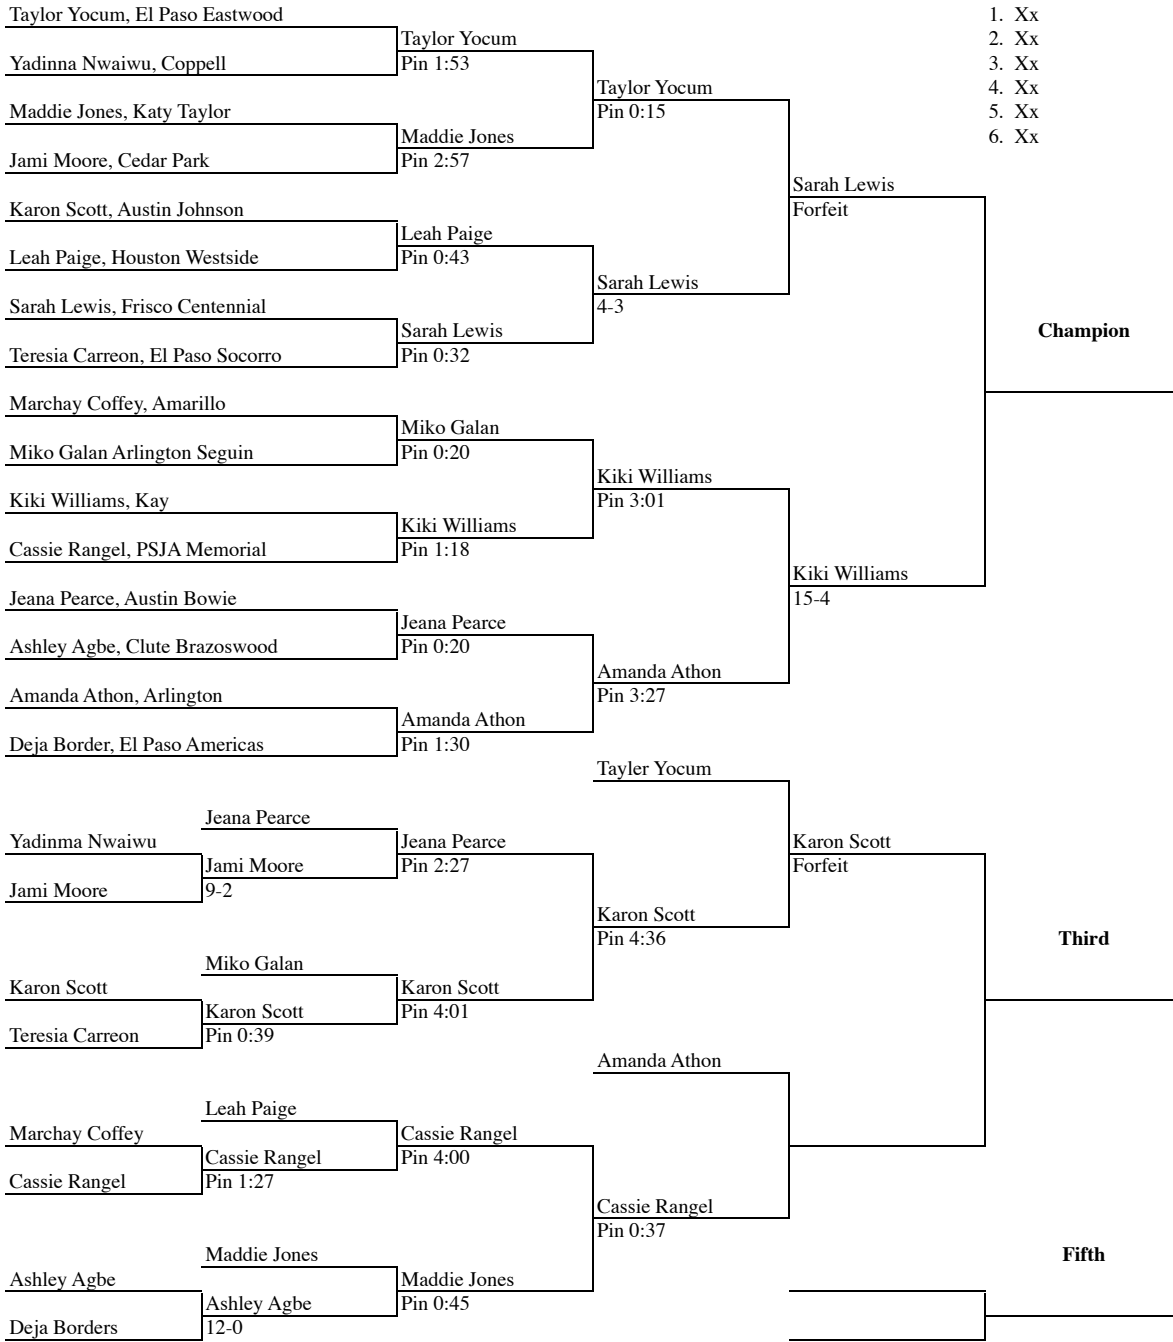 Taylor Yocum, El Paso Eastwood
Yadinna Nwaiwu, Coppell
Maddie Jones, Katy Taylor
Jami Moore, Cedar Park
Karon Scott, Austin Johnson
Leah Paige, Houston Westside
Sarah Lewis, Frisco Centennial
Teresia Carreon, El Paso Socorro
Marchay Coffey, Amarillo
Miko Galan Arlington Seguin
Kiki Williams, Kay
Cassie Rangel, PSJA Memorial
Jeana Pearce, Austin Bowie
Ashley Agbe, Clute Brazoswood
Amanda Athon, Arlington
Deja Border, El Paso Americas
Taylor Yocum
Pin 1:53
Maddie Jones
Pin 2:57
Leah Paige
Pin 0:43
Sarah Lewis
Pin 0:32
Miko Galan
Pin 0:20
Kiki Williams
Pin 1:18
Jeana Pearce
Pin 0:20
Amanda Athon
Pin 1:30
Taylor Yocum
Pin 0:15
Sarah Lewis
4-3
Kiki Williams
Pin 3:01
Amanda Athon
Pin 3:27
Sarah Lewis
Forfeit
Kiki Williams
15-4
1. Xx
2. Xx
3. Xx
4. Xx
5. Xx
6. Xx
Champion
Yadinma Nwaiwu
Jami Moore
Karon Scott
Teresia Carreon
Marchay Coffey
Cassie Rangel
Ashley Agbe
Deja Borders
Jeana Pearce
Jami Moore
9-2
Miko Galan
Karon Scott
Pin 0:39
Leah Paige
Cassie Rangel
Pin 1:27
Maddie Jones
Ashley Agbe
12-0
Jeana Pearce
Pin 2:27
Karon Scott
Pin 4:01
Cassie Rangel
Pin 4:00
Maddie Jones
Pin 0:45
Tayler Yocum
Karon Scott
Pin 4:36
Amanda Athon
Cassie Rangel
Pin 0:37
Karon Scott
Forfeit
Third
Fifth